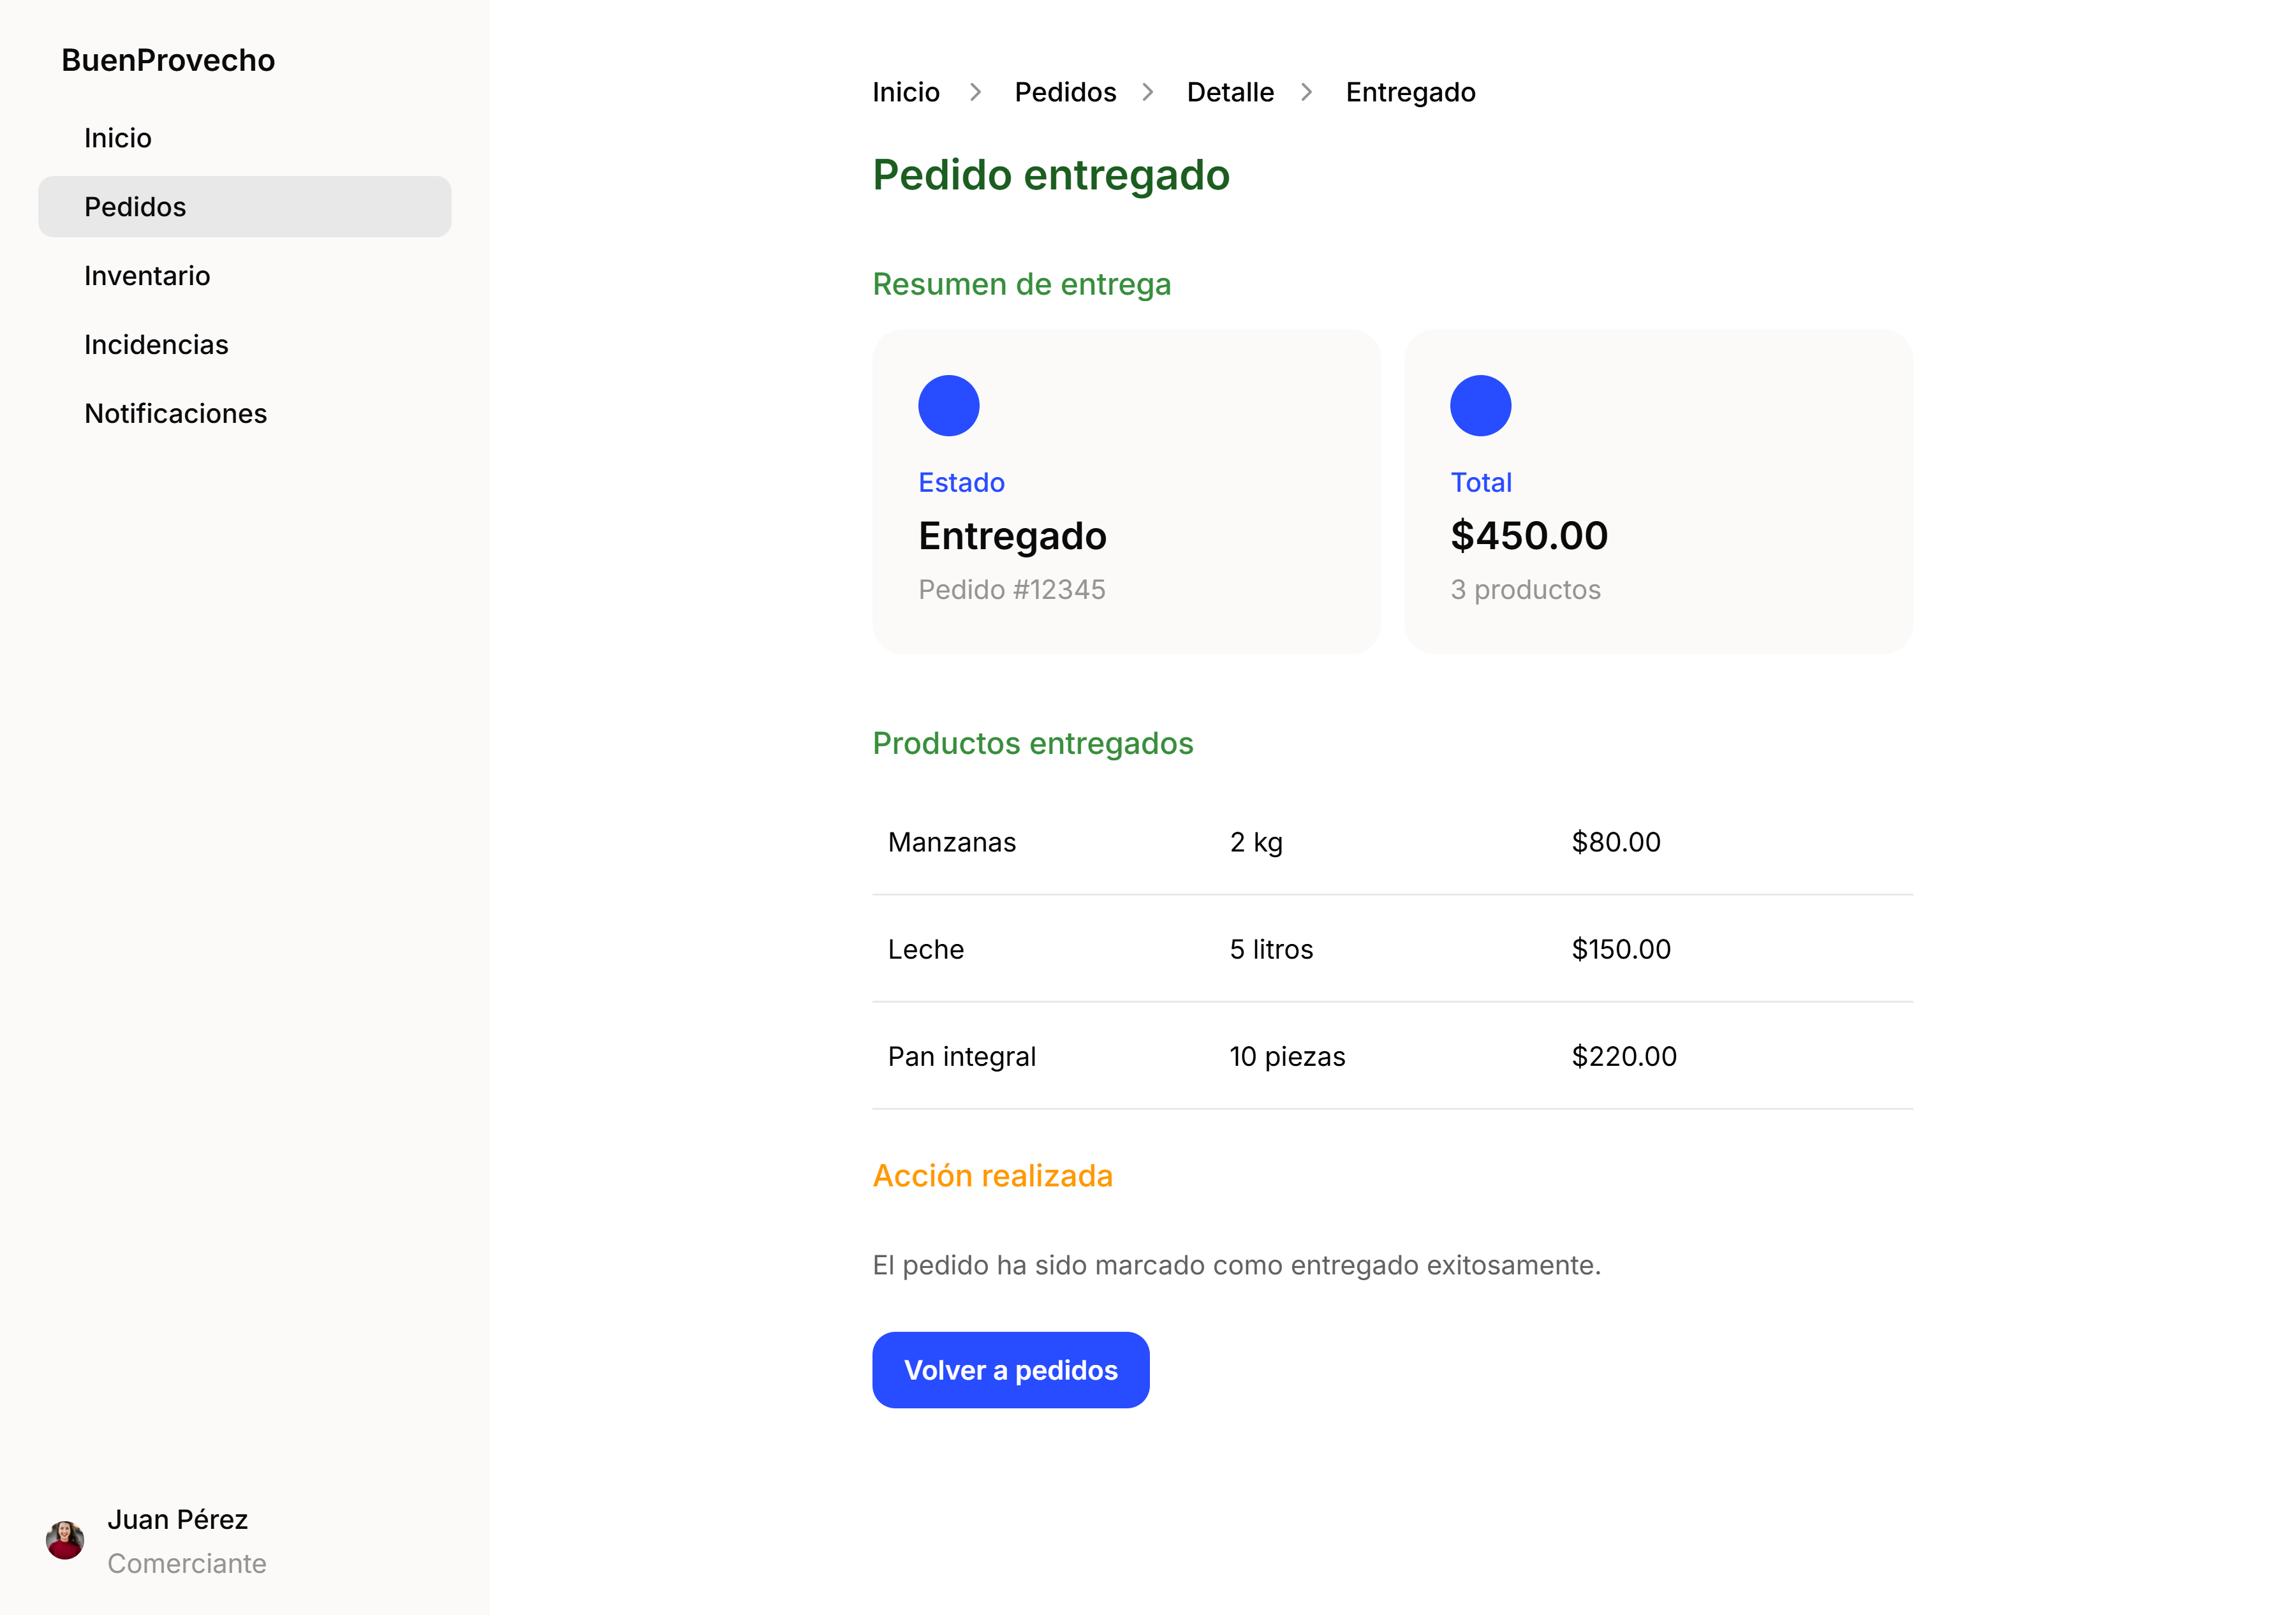 BuenProvecho
Inicio
Pedidos
Inventario
Incidencias
Notificaciones
Juan Pérez
Comerciante
Inicio > Pedidos > Detalle > Entregado
Pedido entregado
Resumen de entrega
Estado
Entregado
Pedido #12345
Total
$450.00
3 productos
Productos entregados
Manzanas 2 kg $80.00
Leche 5 litros $150.00
Pan integral 10 piezas $220.00
Acción realizada
El pedido ha sido marcado como entregado exitosamente.
Volver a pedidos